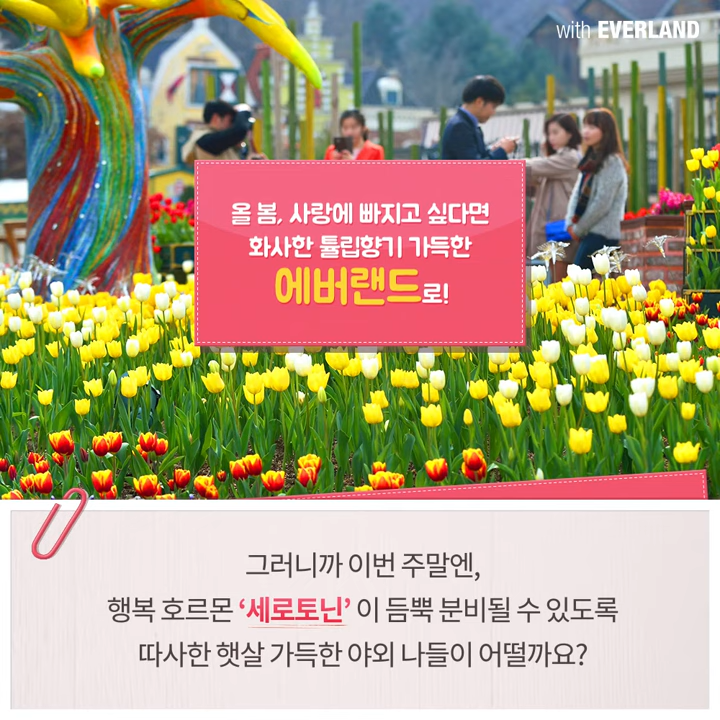 with EVERLAND
올 봄, 사랑에 빠지고 싶다면
화사한 튤립향기 가득한
에버랜드로!
그러니까 이번 주말엔,
행복 호르몬 ‘세로토닌’ 이 듬뿍 분비될 수 있도록
따사한 햇살 가득한 야외 나들이 어떨까요?